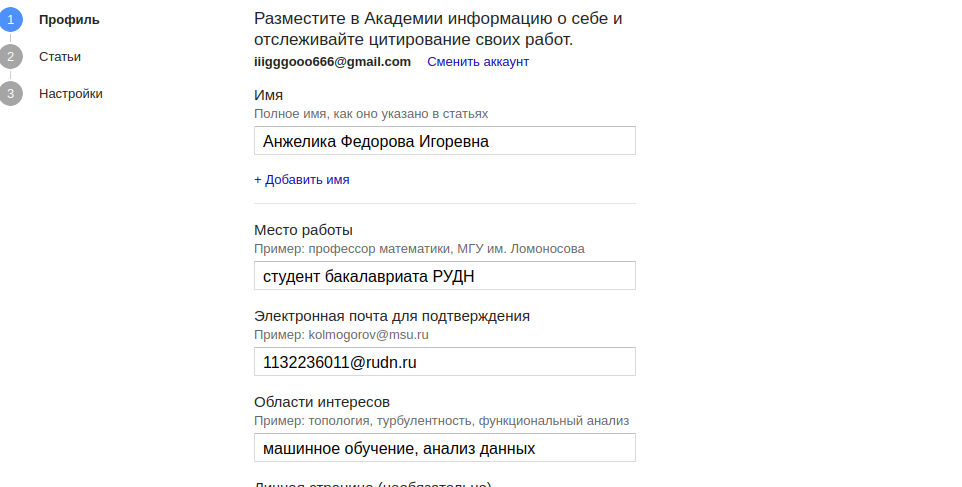 1 Профиль
2 Статьи
3 Настройки
Разместите в Академии информацию о себе и
отслеживайте цитирование своих работ.
iiigggooo666@gmail.com Сменить аккаунт
Имя
Полное имя, как оно указано в статьях
Анжелика Федорова Игоревна
+ Добавить имя
Место работы
Пример: профессор математики, МГУ им. Ломоносова
студент бакалавриата РУДН
Электронная почта для подтверждения
Пример: kolmogorov@msu.ru
1132236011@rudn.ru
Области интересов
Пример: топология, турбулентность, функциональный анализ
машинное обучение, анализ данных
Личная страница (необязательно)